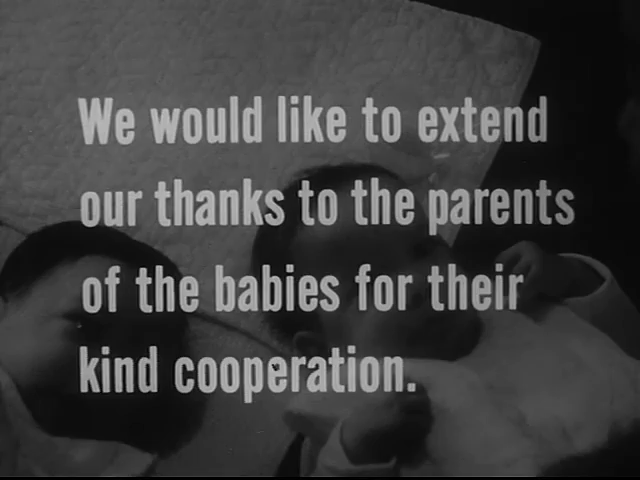 We would like to extend
our thanks to the parents
of the babies for their
kind cooperation.